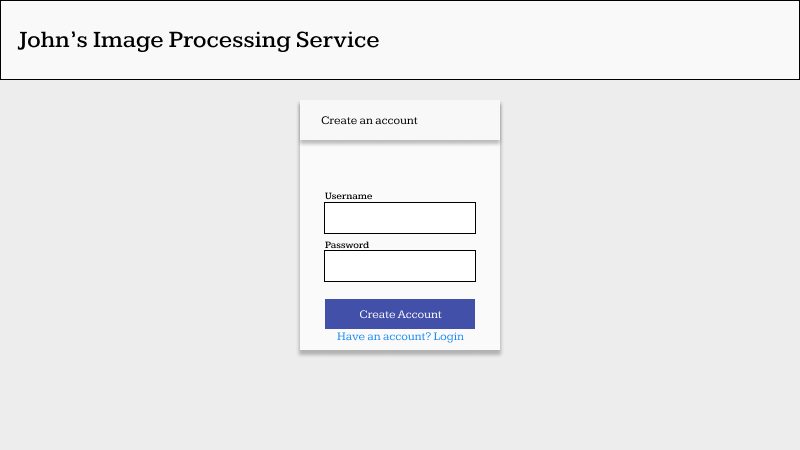 John’s Image Processing Service
Create an account
Username
Password
Create Account
Have an account? Login